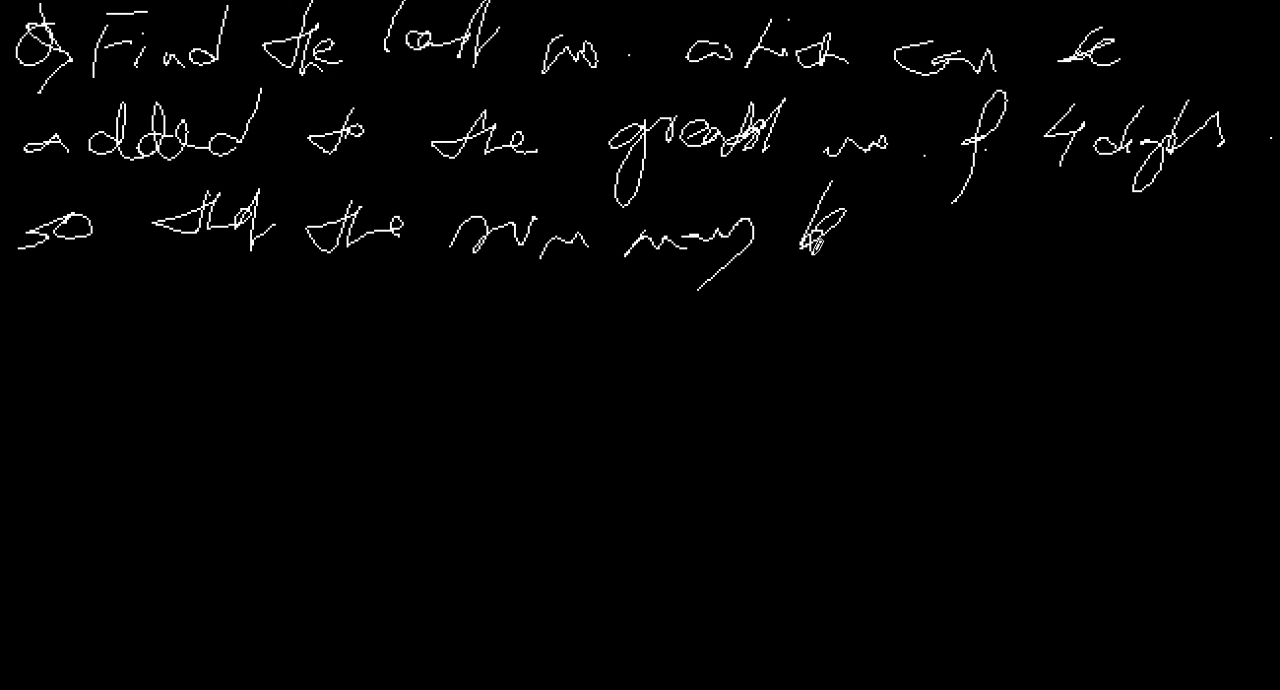 Q) Find the least no. which can be
added to the greatest no. of 4 digits.
so that the sum may b